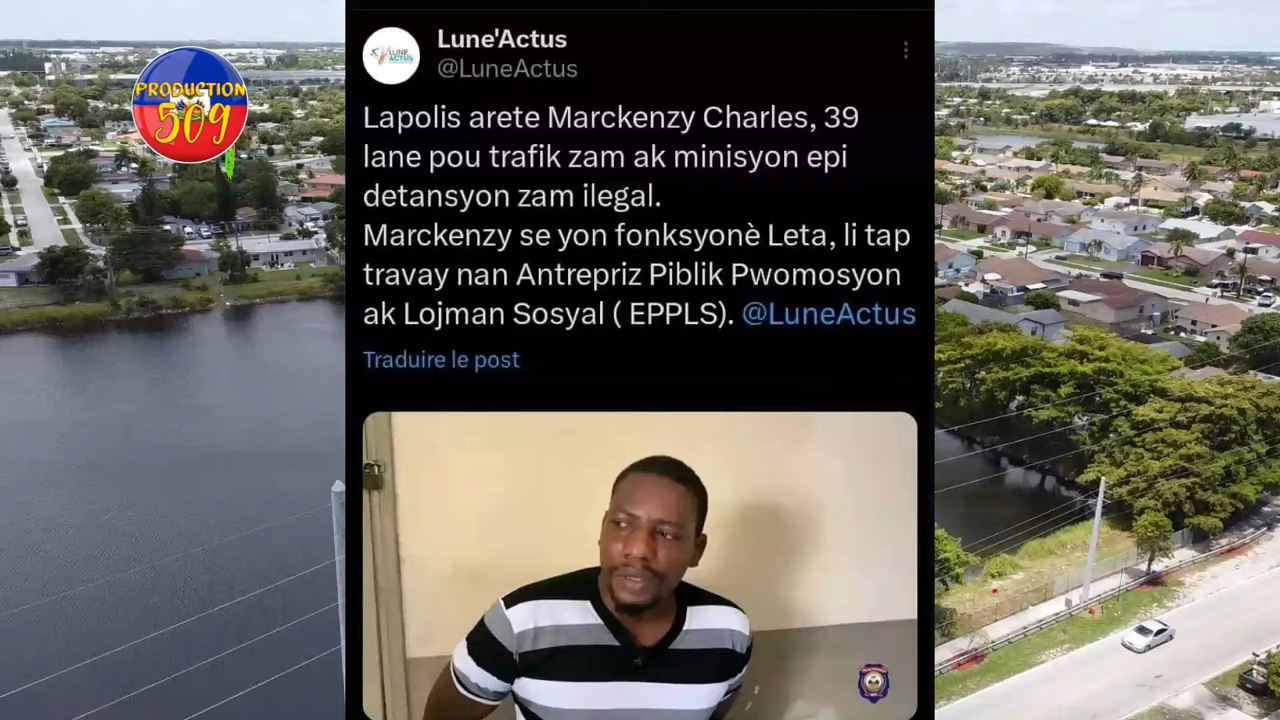 PRODUCTION
509
LUNE
ACTUS
Lune'Actus
@LuneActus
Lapolis arete Marckenzy Charles, 39
lane pou trafik zam ak minisyon epi
detansyon zam ilegal.
Marckenzy se yon fonksyonè Leta, li tap
travay nan Antrepriz Piblik Pwomosyon
ak Lojman Sosyal ( EPPLS). @LuneActus
Traduire le post